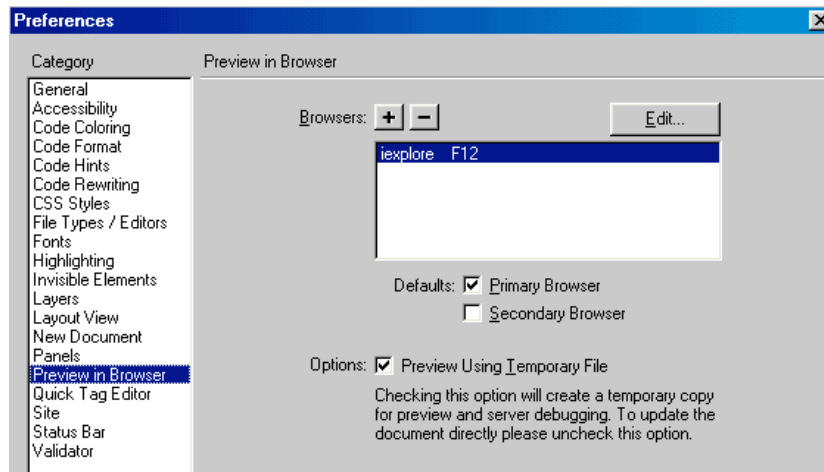 Preferences
Category
General
Accessibility
Code Coloring
Code Format
Code Hints
Code Rewriting
CSS Styles
File Types / Editors
Fonts
Highlighting
Invisible Elements
Layers
Layout View
New Document
Panels
Preview in Browser
Quick Tag Editor
Site
Status Bar
Validator
Preview in Browser
Browsers: + − Edit...
iexplore F12
Defaults: Primary Browser
Secondary Browser
Options: Preview Using Temporary File
Checking this option will create a temporary copy
for preview and server debugging. To update the
document directly please uncheck this option.